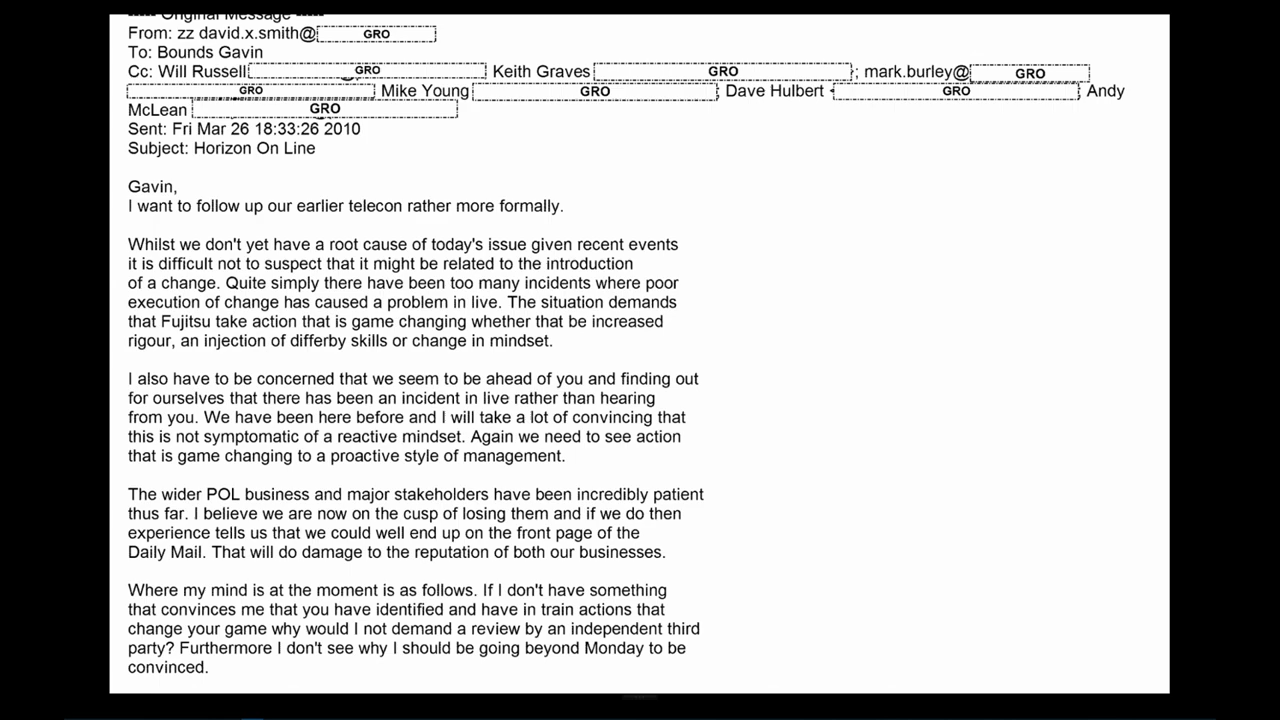 ----- Original Message -----
From: zz david.x.smith@ GRO
To: Bounds Gavin
Cc: Will Russell GRO Keith Graves GRO ; mark.burley@ GRO
GRO Mike Young GRO Dave Hulbert GRO Andy
McLean GRO
Sent: Fri Mar 26 18:33:26 2010
Subject: Horizon On Line
Gavin,
I want to follow up our earlier telecon rather more formally.
Whilst we don't yet have a root cause of today's issue given recent events
it is difficult not to suspect that it might be related to the introduction
of a change. Quite simply there have been too many incidents where poor
execution of change has caused a problem in live. The situation demands
that Fujitsu take action that is game changing whether that be increased
rigour, an injection of differby skills or change in mindset.
I also have to be concerned that we seem to be ahead of you and finding out
for ourselves that there has been an incident in live rather than hearing
from you. We have been here before and I will take a lot of convincing that
this is not symptomatic of a reactive mindset. Again we need to see action
that is game changing to a proactive style of management.
The wider POL business and major stakeholders have been incredibly patient
thus far. I believe we are now on the cusp of losing them and if we do then
experience tells us that we could well end up on the front page of the
Daily Mail. That will do damage to the reputation of both our businesses.
Where my mind is at the moment is as follows. If I don't have something
that convinces me that you have identified and have in train actions that
change your game why would I not demand a review by an independent third
party? Furthermore I don't see why I should be going beyond Monday to be
convinced.